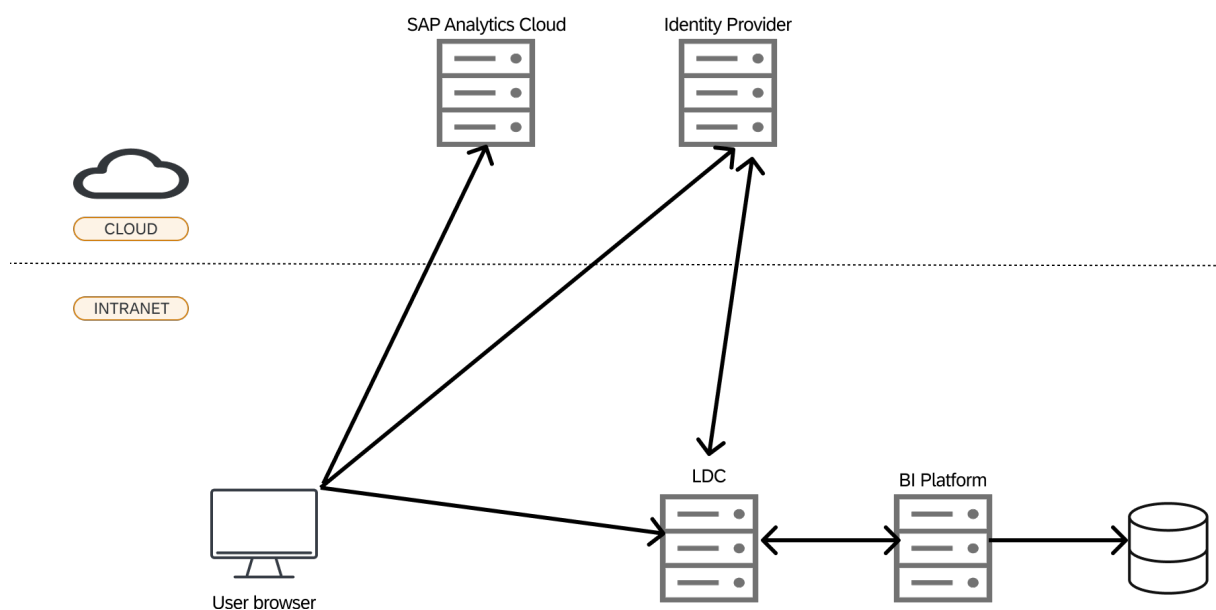 SAP Analytics Cloud
Identity Provider
CLOUD
INTRANET
LDC
BI Platform
User browser